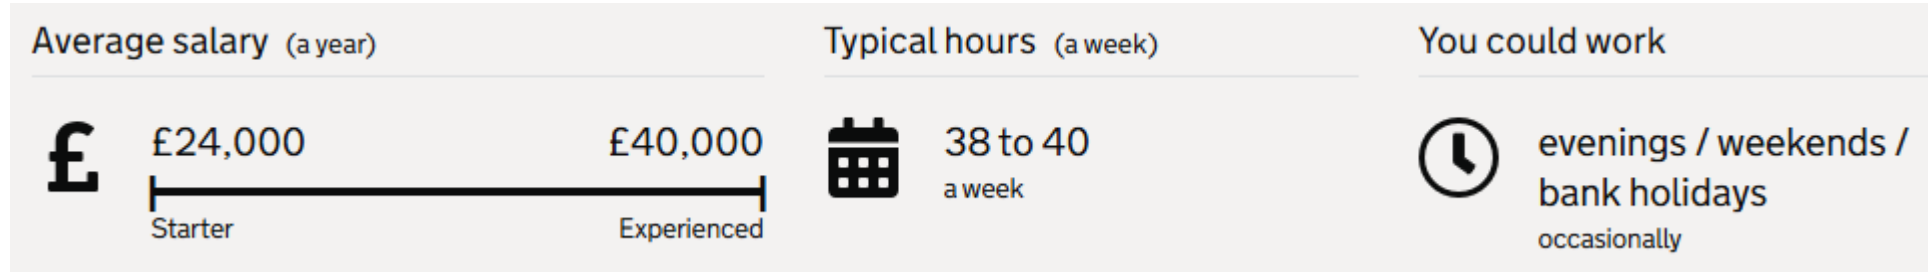 Average salary (a year)
£
£24,000 £40,000
Starter Experienced
Typical hours (a week)
38 to 40
a week
You could work
evenings / weekends /
bank holidays
occasionally